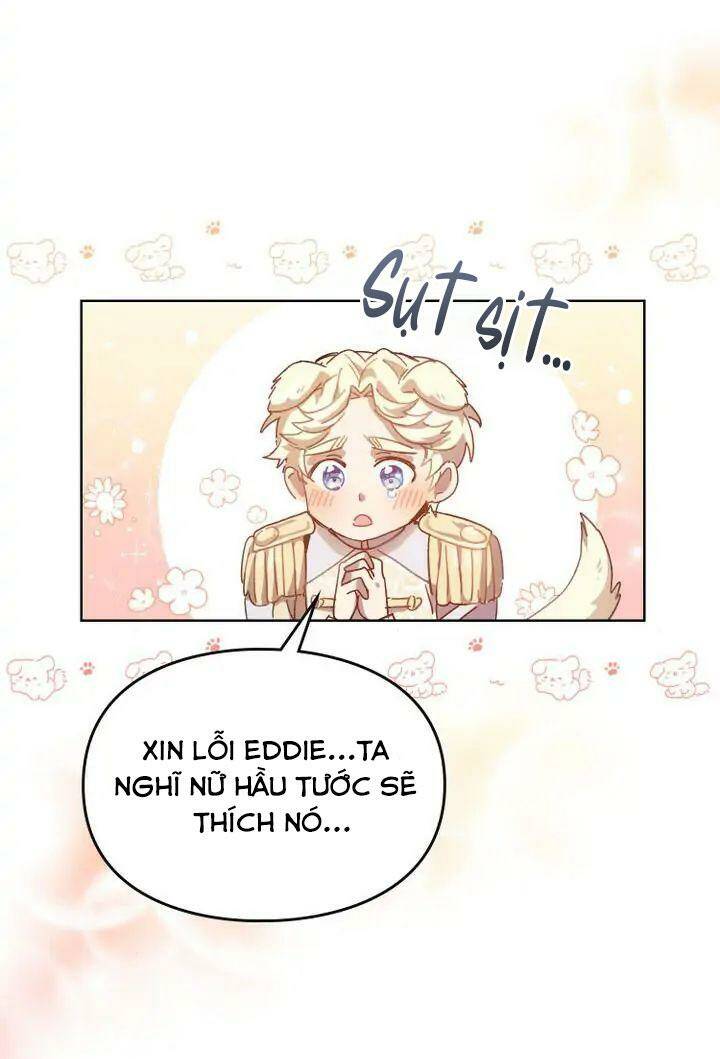 Sụt sịt...
XIN LỖI EDDIE...TA
NGHĨ NỮ HẦU TƯỚC SẼ
THÍCH NÓ...